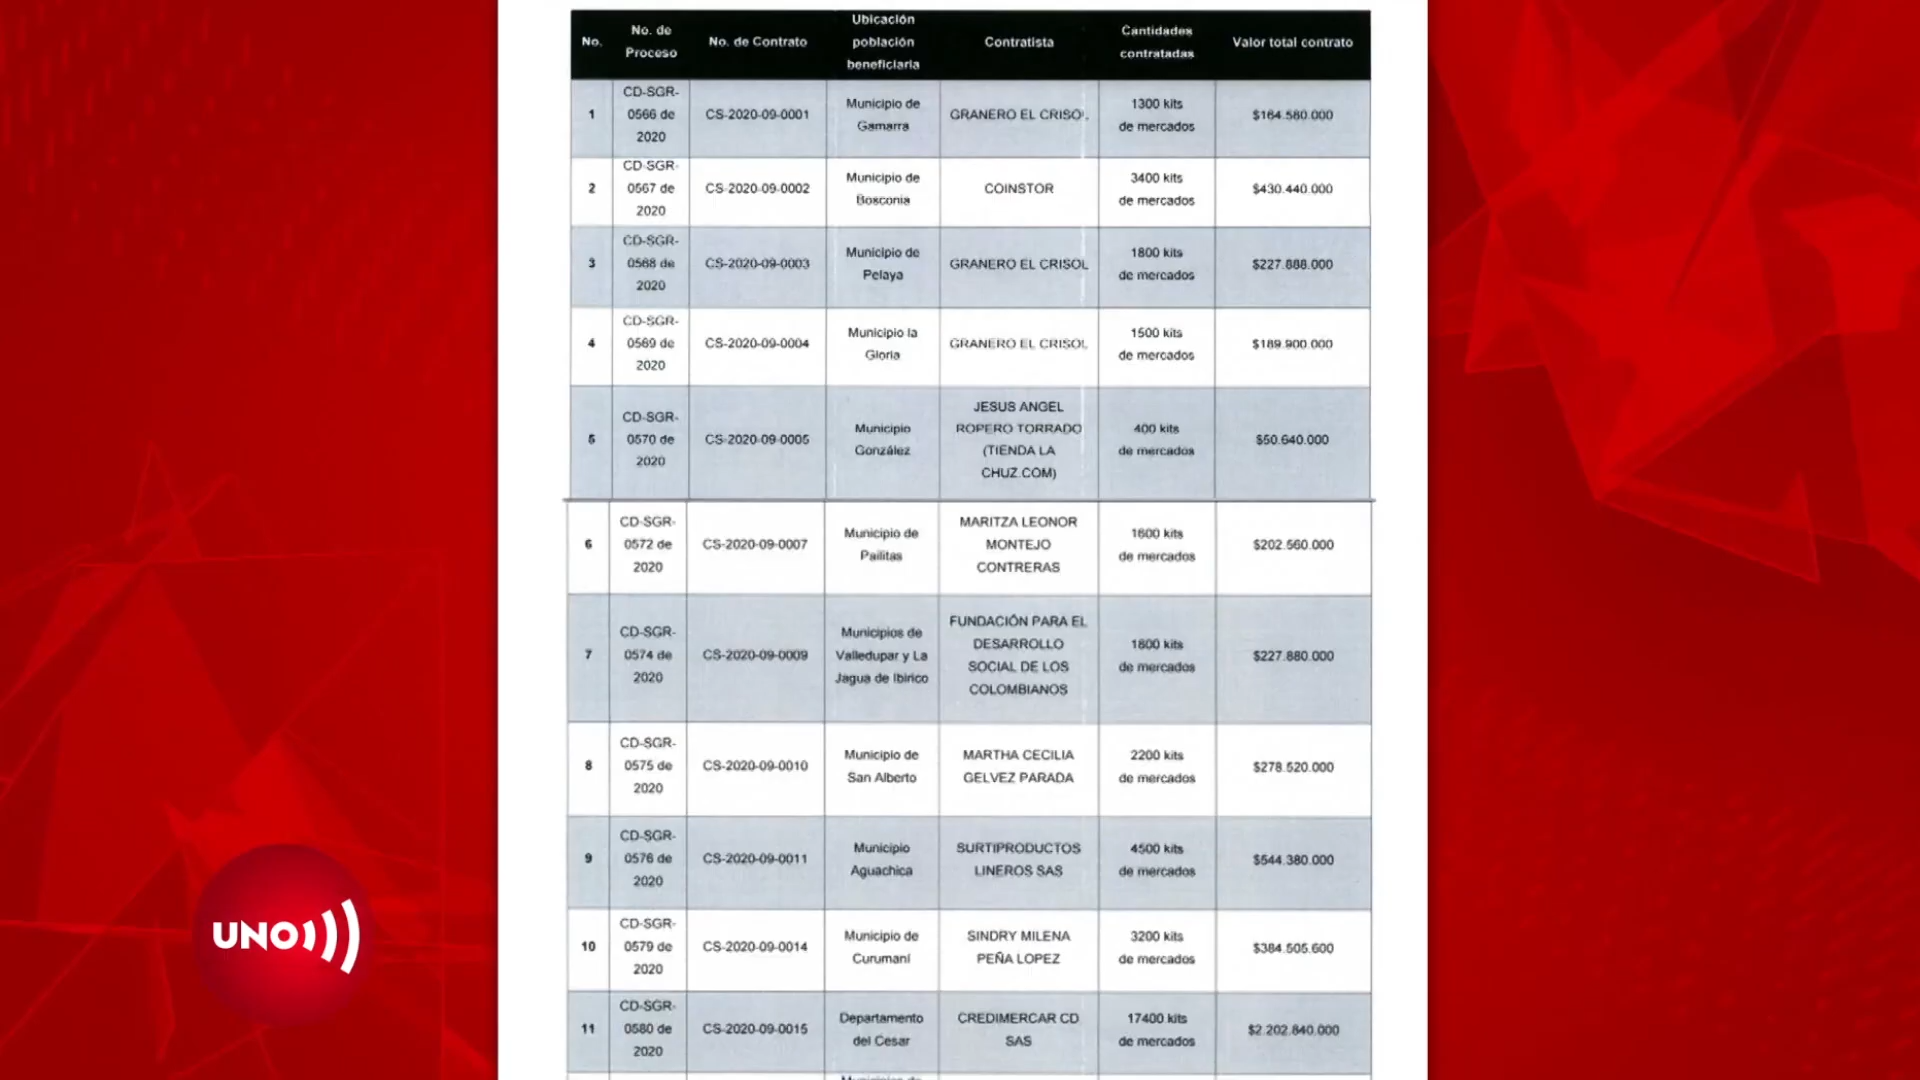 No.
No. de
Proceso
No. de Contrato
Ubicación
población
beneficiaria
Contratista
Cantidades
contratadas
Valor total contrato
1
CD-SGR-
0566 de
2020
CS-2020-09-0001
Municipio de
Gamarra
GRANERO EL CRISOL
1300 kits
de mercados
$164.580.000
2
CD-SGR-
0567 de
2020
CS-2020-09-0002
Municipio de
Bosconia
COINSTOR
3400 kits
de mercados
$430.440.000
3
CD-SGR-
0568 de
2020
CS-2020-09-0003
Municipio de
Pelaya
GRANERO EL CRISOL
1800 kits
de mercados
$227.888.000
4
CD-SGR-
0569 de
2020
CS-2020-09-0004
Municipio la
Gloria
GRANERO EL CRISOL
1500 kits
de mercados
$189.900.000
5
CD-SGR-
0570 de
2020
CS-2020-09-0005
Municipio
González
JESUS ANGEL
ROPERO TORRADO
(TIENDA LA
CHUZ.COM)
400 kits
de mercados
$50.640.000
6
CD-SGR-
0572 de
2020
CS-2020-09-0007
Municipio de
Pailitas
MARITZA LEONOR
MONTEJO
CONTRERAS
1600 kits
de mercados
$202.560.000
7
CD-SGR-
0574 de
2020
CS-2020-09-0009
Municipios de
Valledupar y La
Jagua de Ibirico
FUNDACIÓN PARA EL
DESARROLLO
SOCIAL DE LOS
COLOMBIANOS
1800 kits
de mercados
$227.880.000
8
CD-SGR-
0575 de
2020
CS-2020-09-0010
Municipio de
San Alberto
MARTHA CECILIA
GELVEZ PARADA
2200 kits
de mercados
$278.520.000
9
CD-SGR-
0576 de
2020
CS-2020-09-0011
Municipio
Aguachica
SURTIPRODUCTOS
LINEROS SAS
4500 kits
de mercados
$544.380.000
10
CD-SGR-
0579 de
2020
CS-2020-09-0014
Municipio de
Curumaní
SINDRY MILENA
PEÑA LOPEZ
3200 kits
de mercados
$384.505.600
11
CD-SGR-
0580 de
2020
CS-2020-09-0015
Departamento
del Cesar
CREDIMERCAR CD
SAS
17400 kits
de mercados
$2.202.840.000
Municipios de
UNO